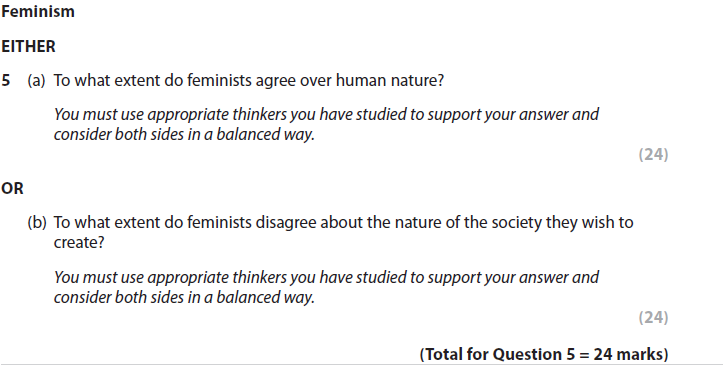 Feminism
EITHER
5 (a) To what extent do feminists agree over human nature?
You must use appropriate thinkers you have studied to support your answer and
consider both sides in a balanced way.
(24)
OR
(b) To what extent do feminists disagree about the nature of the society they wish to
create?
You must use appropriate thinkers you have studied to support your answer and
consider both sides in a balanced way.
(24)
(Total for Question 5 = 24 marks)